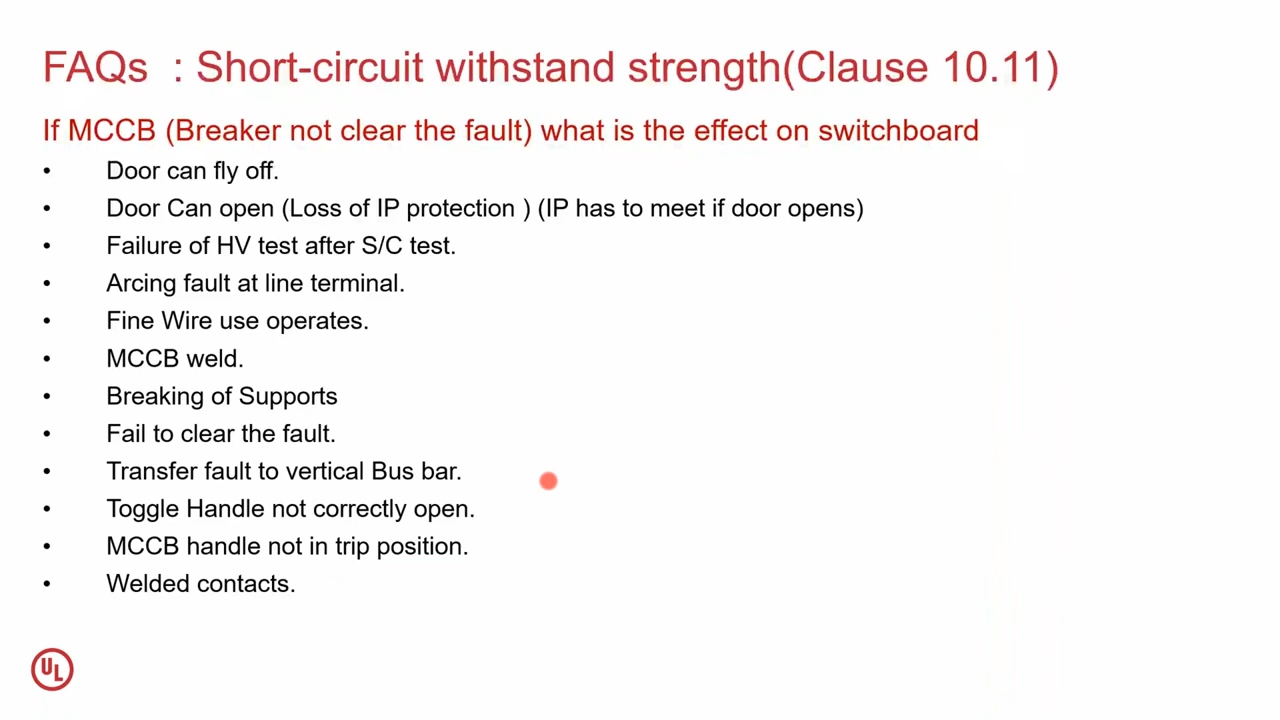 FAQs : Short-circuit withstand strength(Clause 10.11)
If MCCB (Breaker not clear the fault) what is the effect on switchboard
• Door can fly off.
• Door Can open (Loss of IP protection ) (IP has to meet if door opens)
• Failure of HV test after S/C test.
• Arcing fault at line terminal.
• Fine Wire use operates.
• MCCB weld.
• Breaking of Supports
• Fail to clear the fault.
• Transfer fault to vertical Bus bar.
• Toggle Handle not correctly open.
• MCCB handle not in trip position.
• Welded contacts.
UL